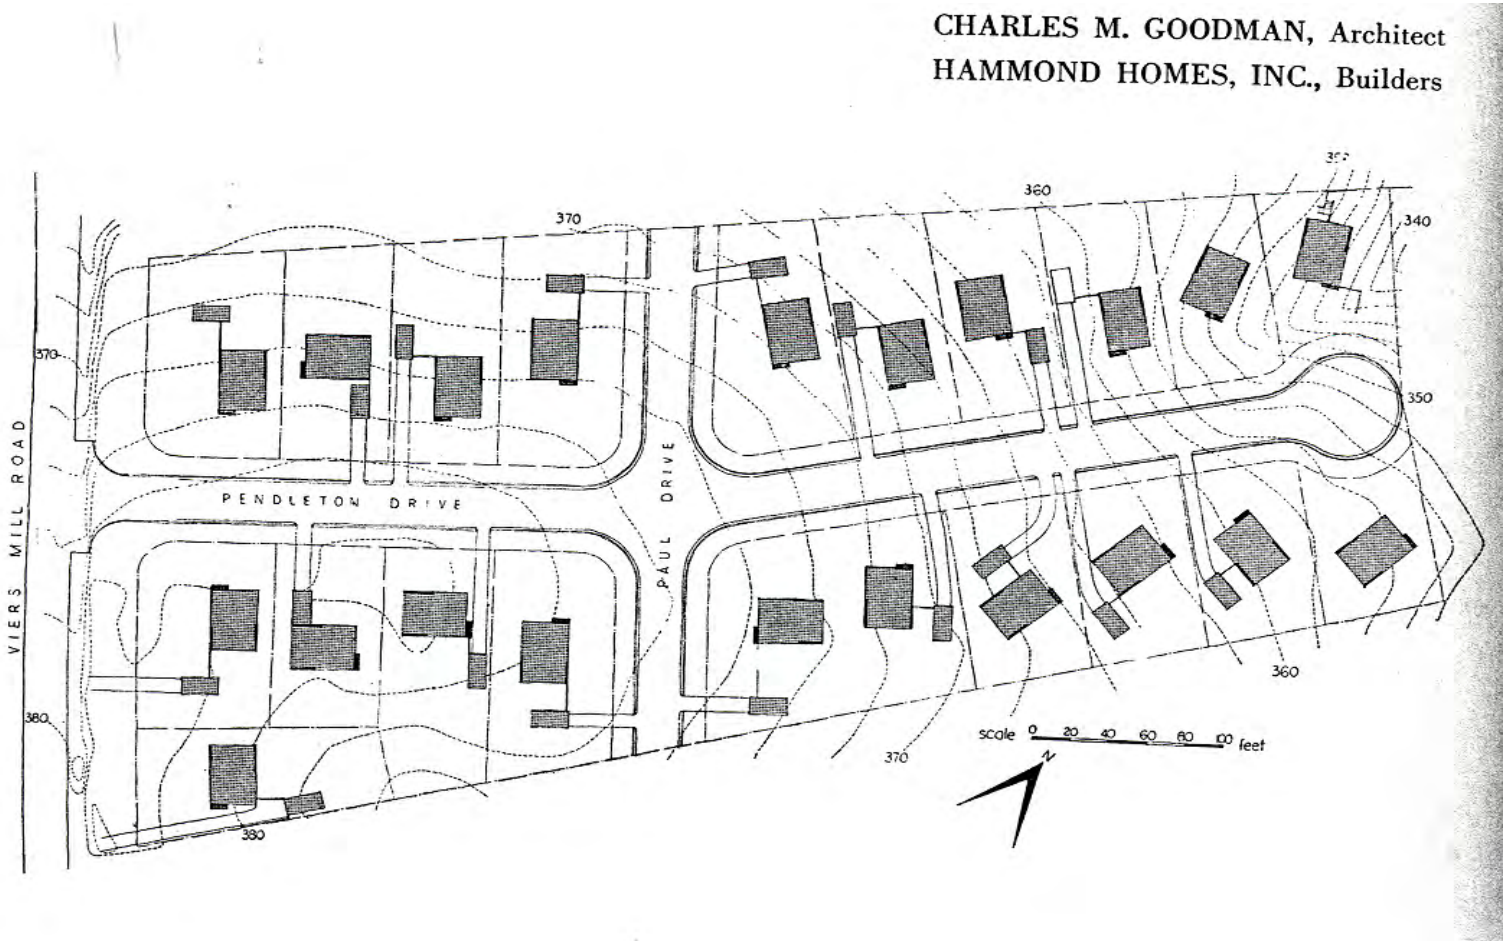 CHARLES M. GOODMAN, Architect
HAMMOND HOMES, INC., Builders
360
370
340
370
350
VIERS MILL ROAD
PENDLETON DRIVE
PAUL DRIVE
380
360
370
scale 0 20 40 60 80 100 feet
N
380